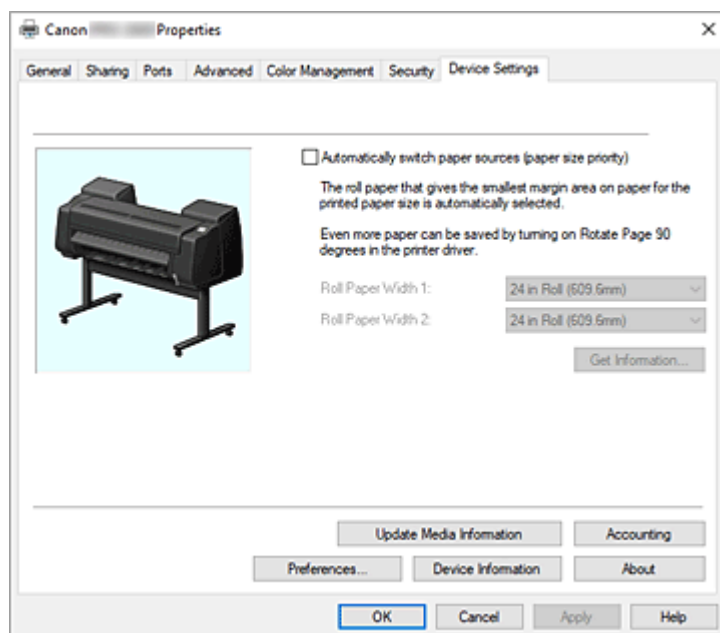 Canon Properties
General Sharing Ports Advanced Color Management Security Device Settings
Automatically switch paper sources (paper size priority)
The roll paper that gives the smallest margin area on paper for the
printed paper size is automatically selected.
Even more paper can be saved by turning on Rotate Page 90
degrees in the printer driver.
Roll Paper Width 1: 24 in Roll (609.6mm)
Roll Paper Width 2: 24 in Roll (609.6mm)
Get Information...
Update Media Information Accounting
Preferences... Device Information About
OK Cancel Apply Help